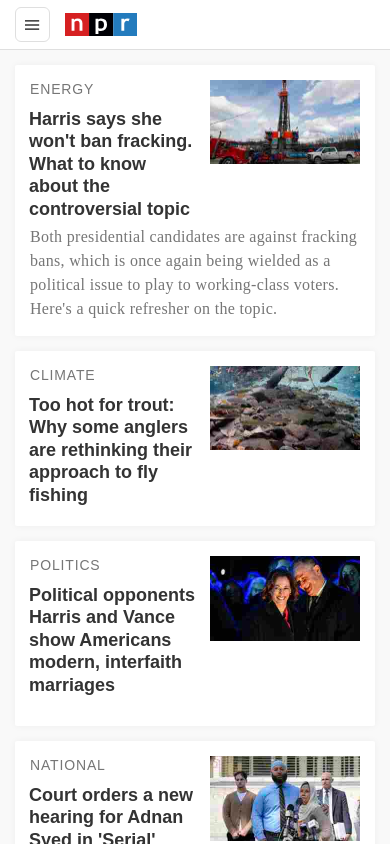 npr
ENERGY
Harris says she
won't ban fracking.
What to know
about the
controversial topic
Both presidential candidates are against fracking
bans, which is once again being wielded as a
political issue to play to working-class voters.
Here's a quick refresher on the topic.
CLIMATE
Too hot for trout:
Why some anglers
are rethinking their
approach to fly
fishing
POLITICS
Political opponents
Harris and Vance
show Americans
modern, interfaith
marriages
NATIONAL
Court orders a new
hearing for Adnan
Syed in 'Serial'